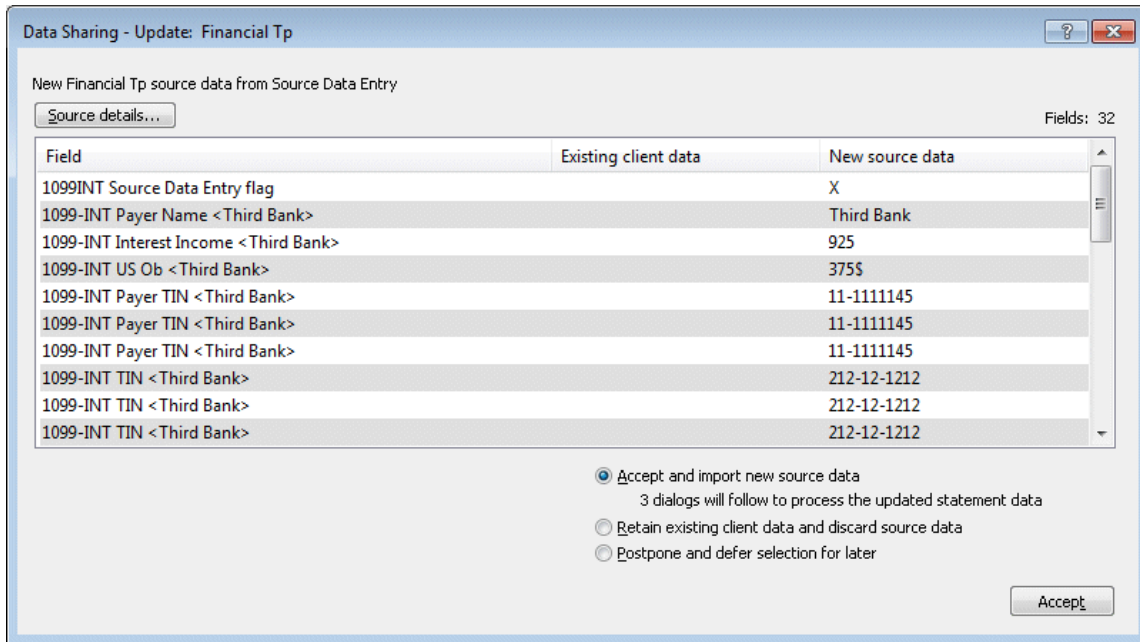 Data Sharing - Update: Financial Tp
?
New Financial Tp source data from Source Data Entry
Source details...
Fields: 32
Field Existing client data New source data
1099INT Source Data Entry flag X
1099-INT Payer Name <Third Bank> Third Bank
1099-INT Interest Income <Third Bank> 925
1099-INT US Ob <Third Bank> 375$
1099-INT Payer TIN <Third Bank> 11-1111145
1099-INT Payer TIN <Third Bank> 11-1111145
1099-INT Payer TIN <Third Bank> 11-1111145
1099-INT TIN <Third Bank> 212-12-1212
1099-INT TIN <Third Bank> 212-12-1212
1099-INT TIN <Third Bank> 212-12-1212
Accept and import new source data
3 dialogs will follow to process the updated statement data
Retain existing client data and discard source data
Postpone and defer selection for later
Accept